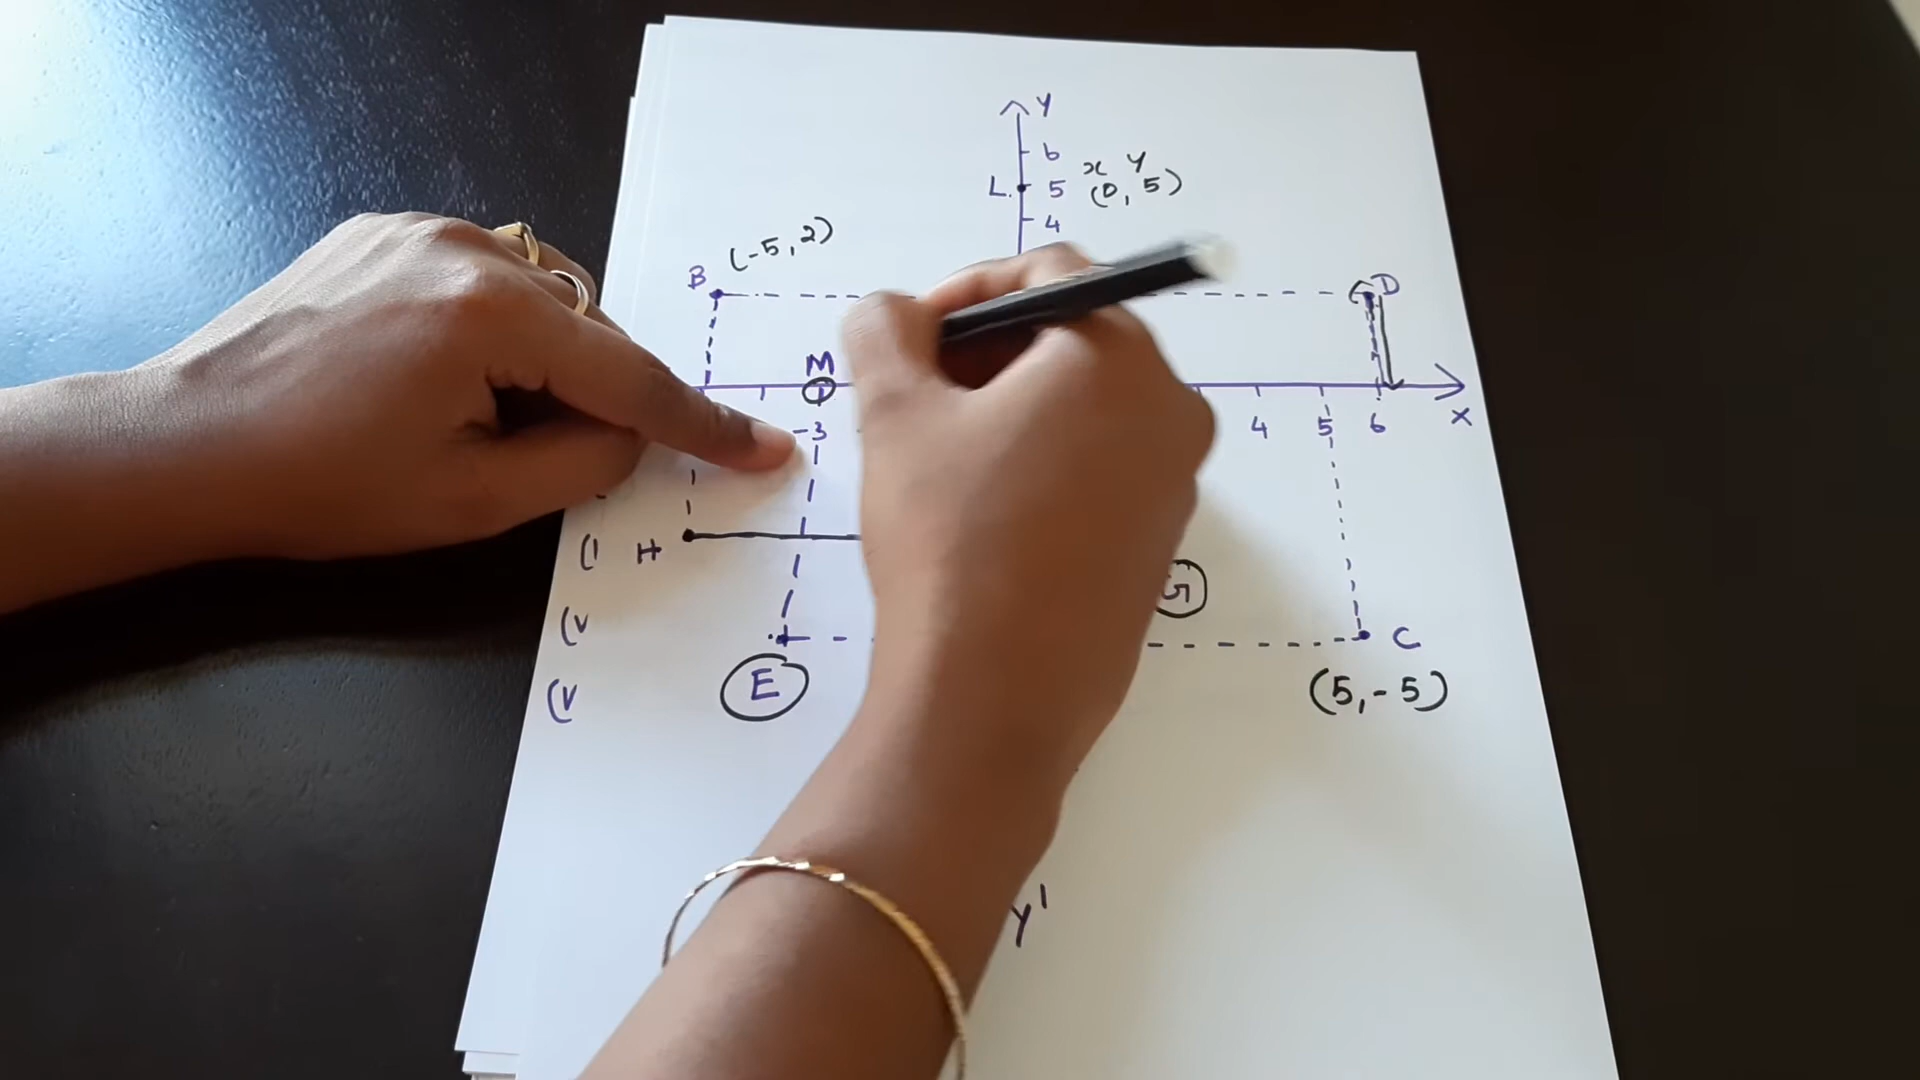 Y
6
x Y
L 5 (0, 5)
4
(-5, 2)
B D
M
-3 4 5 6 X
(I H
G
(V
E C
(V (5, -5)
Y'